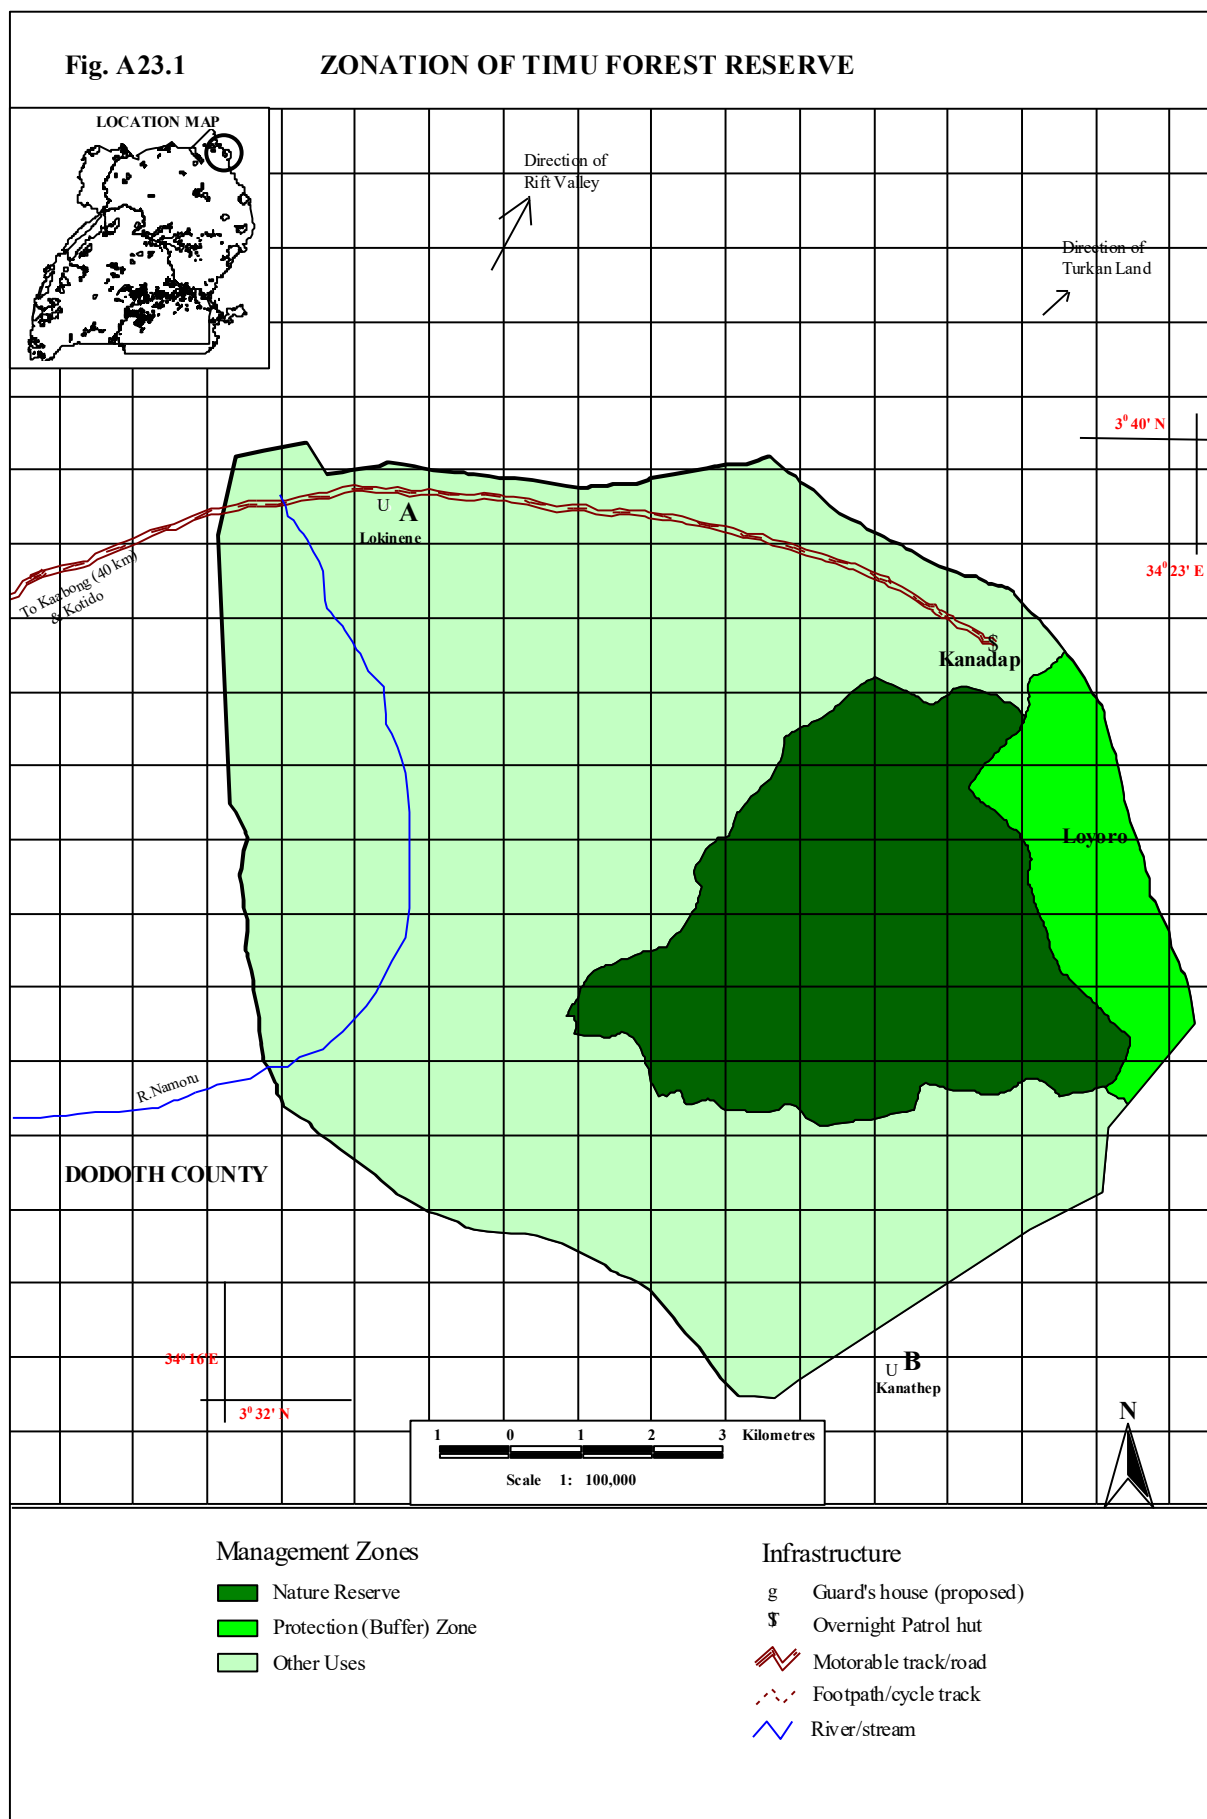 Fig. A23.1
ZONATION OF TIMU FOREST RESERVE
LOCATION MAP
Direction of
Rift Valley
Direction of
Turkan Land
3⁰ 40' N
34⁰ 23' E
U A
Lokinene
To Kaabong (40 km)
& Kotido
Kanadap
Loyoro
R.Namoru
DODOTH COUNTY
34⁰ 16'E
3⁰ 32' N
U B
Kanathep
N
1 0 1 2 3 Kilometres
Scale 1: 100,000
Management Zones
Nature Reserve
Protection (Buffer) Zone
Other Uses
Infrastructure
g Guard's house (proposed)
Overnight Patrol hut
Motorable track/road
Footpath/cycle track
River/stream